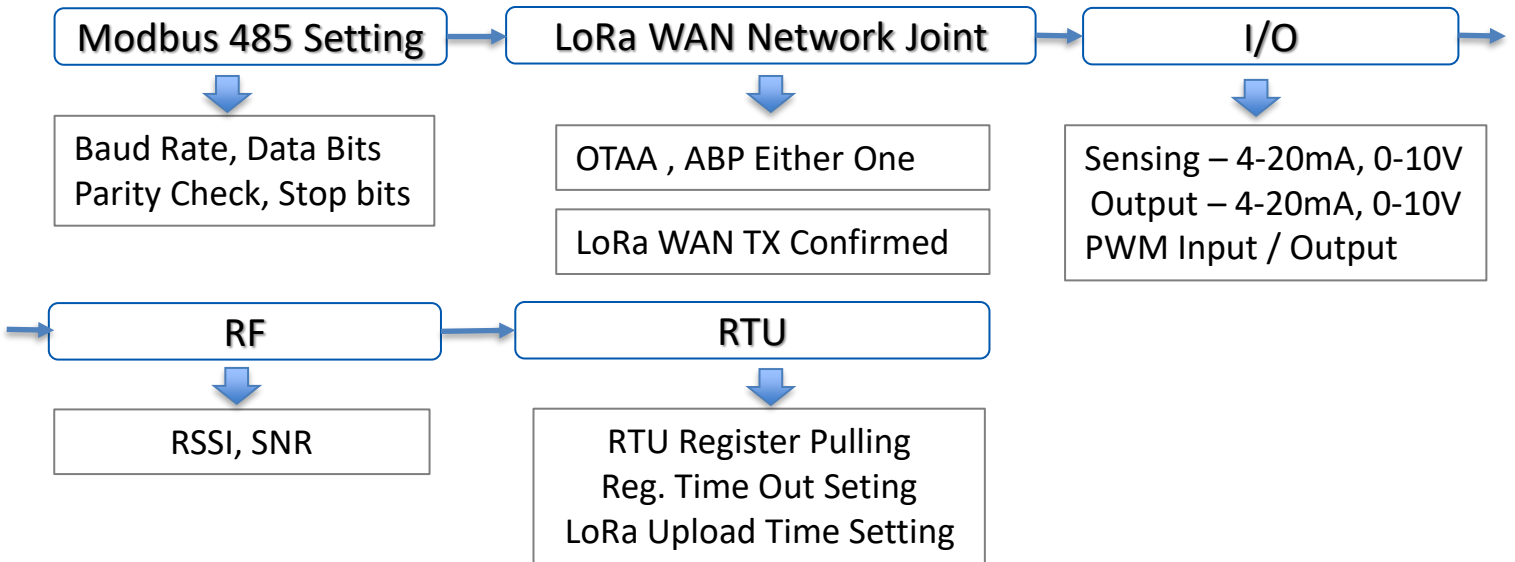 Modbus 485 Setting
LoRa WAN Network Joint
I/O
Baud Rate, Data Bits
Parity Check, Stop bits
OTAA , ABP Either One
LoRa WAN TX Confirmed
Sensing – 4-20mA, 0-10V
Output – 4-20mA, 0-10V
PWM Input / Output
RF
RTU
RSSI, SNR
RTU Register Pulling
Reg. Time Out Seting
LoRa Upload Time Setting